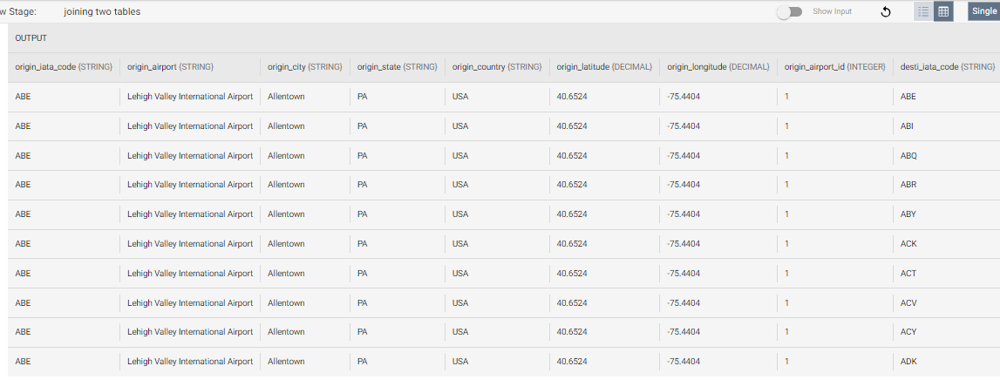 w Stage: joining two tables Show Input Single
OUTPUT
origin_iata_code (STRING) origin_airport (STRING) origin_city (STRING) origin_state (STRING) origin_country (STRING) origin_latitude (DECIMAL) origin_longitude (DECIMAL) origin_airport_id (INTEGER) desti_iata_code (STRING)
ABE Lehigh Valley International Airport Allentown PA USA 40.6524 -75.4404 1 ABE
ABE Lehigh Valley International Airport Allentown PA USA 40.6524 -75.4404 1 ABI
ABE Lehigh Valley International Airport Allentown PA USA 40.6524 -75.4404 1 ABQ
ABE Lehigh Valley International Airport Allentown PA USA 40.6524 -75.4404 1 ABR
ABE Lehigh Valley International Airport Allentown PA USA 40.6524 -75.4404 1 ABY
ABE Lehigh Valley International Airport Allentown PA USA 40.6524 -75.4404 1 ACK
ABE Lehigh Valley International Airport Allentown PA USA 40.6524 -75.4404 1 ACT
ABE Lehigh Valley International Airport Allentown PA USA 40.6524 -75.4404 1 ACV
ABE Lehigh Valley International Airport Allentown PA USA 40.6524 -75.4404 1 ACY
ABE Lehigh Valley International Airport Allentown PA USA 40.6524 -75.4404 1 ADK